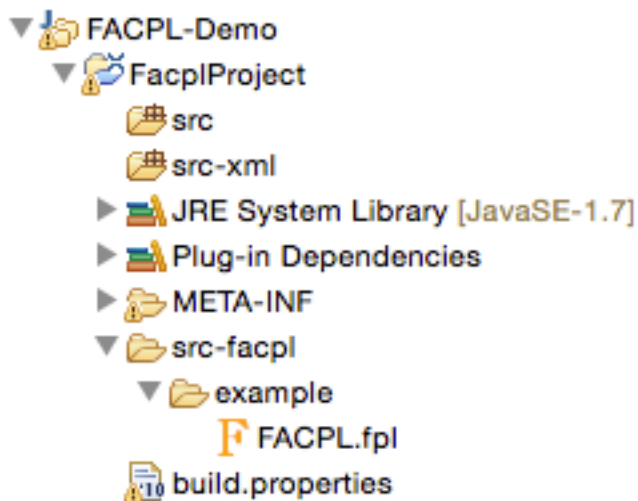 FACPL-Demo
FacplProject
src
src-xml
JRE System Library [JavaSE-1.7]
Plug-in Dependencies
META-INF
src-facpl
example
FACPL.fpl
build.properties